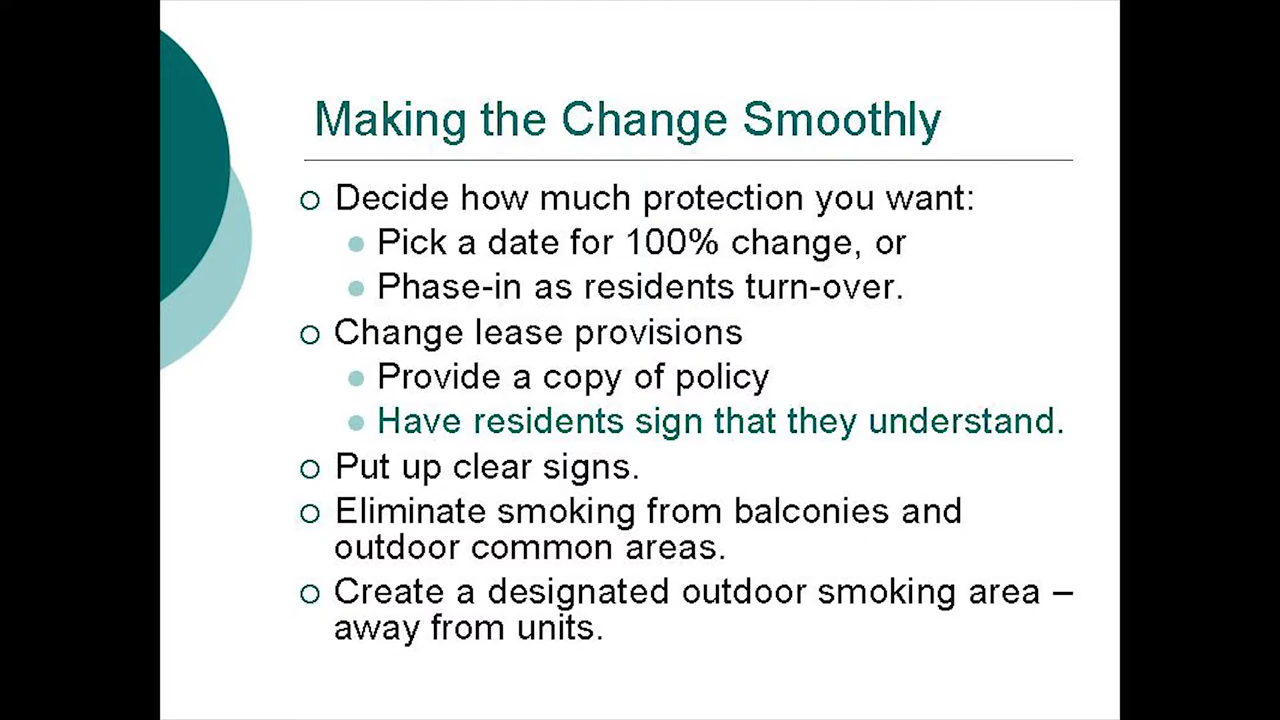 Making the Change Smoothly
Decide how much protection you want:
Pick a date for 100% change, or
Phase-in as residents turn-over.
Change lease provisions
Provide a copy of policy
Have residents sign that they understand.
Put up clear signs.
Eliminate smoking from balconies and
outdoor common areas.
Create a designated outdoor smoking area –
away from units.